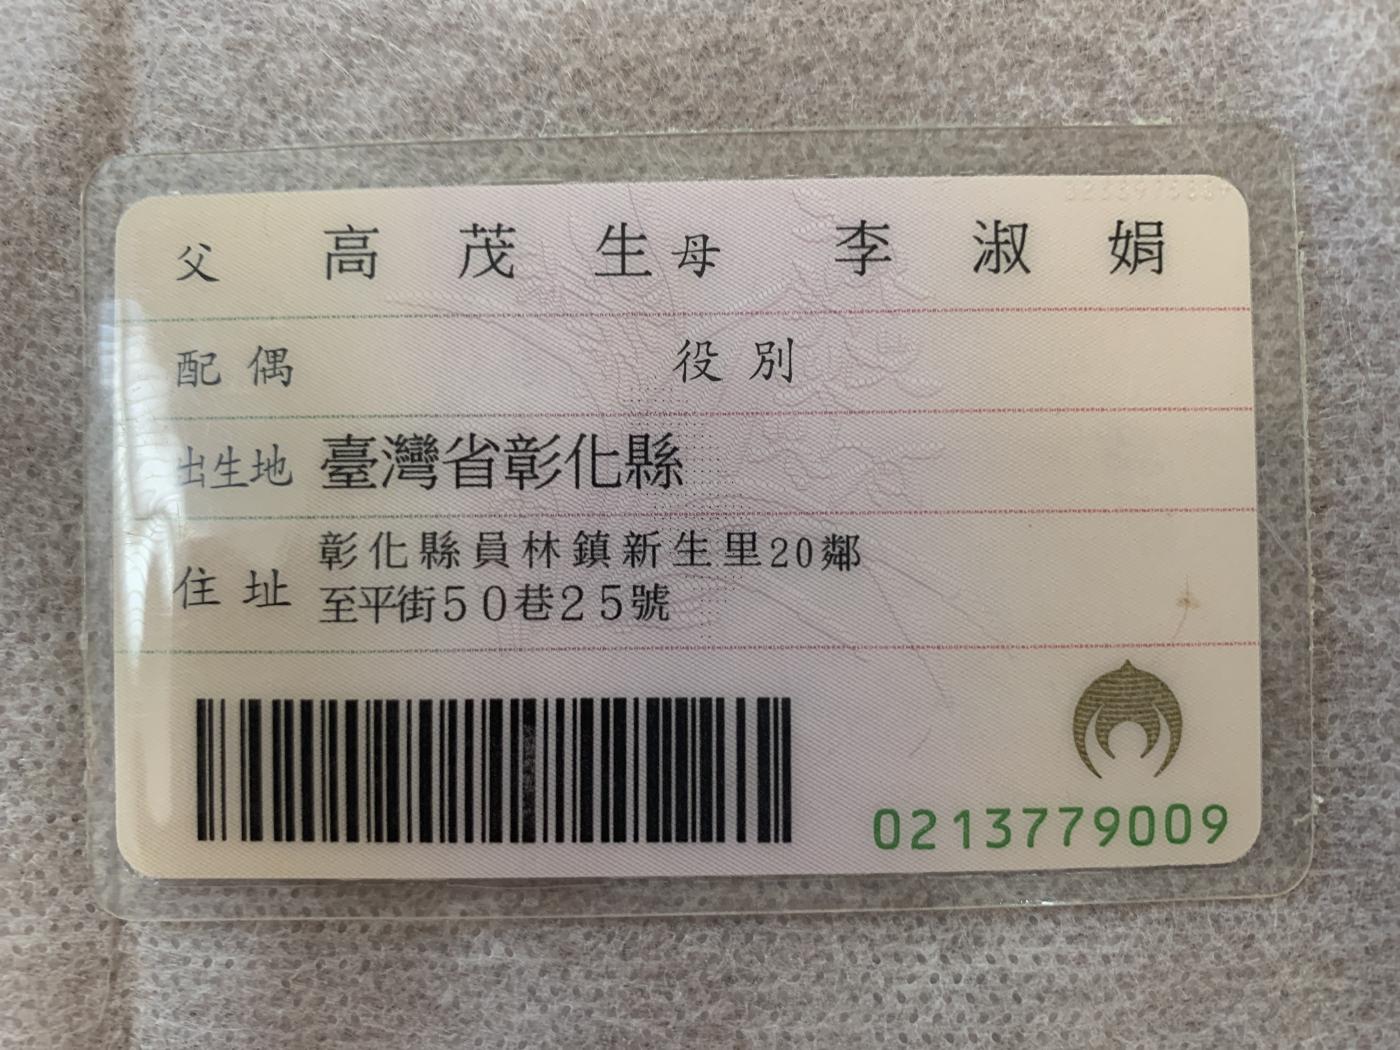 父 高茂生 母 李淑娟
配偶 役別
出生地 臺灣省彰化縣
住址 彰化縣員林鎮新生里20鄰
至平街50巷25號
0213779009